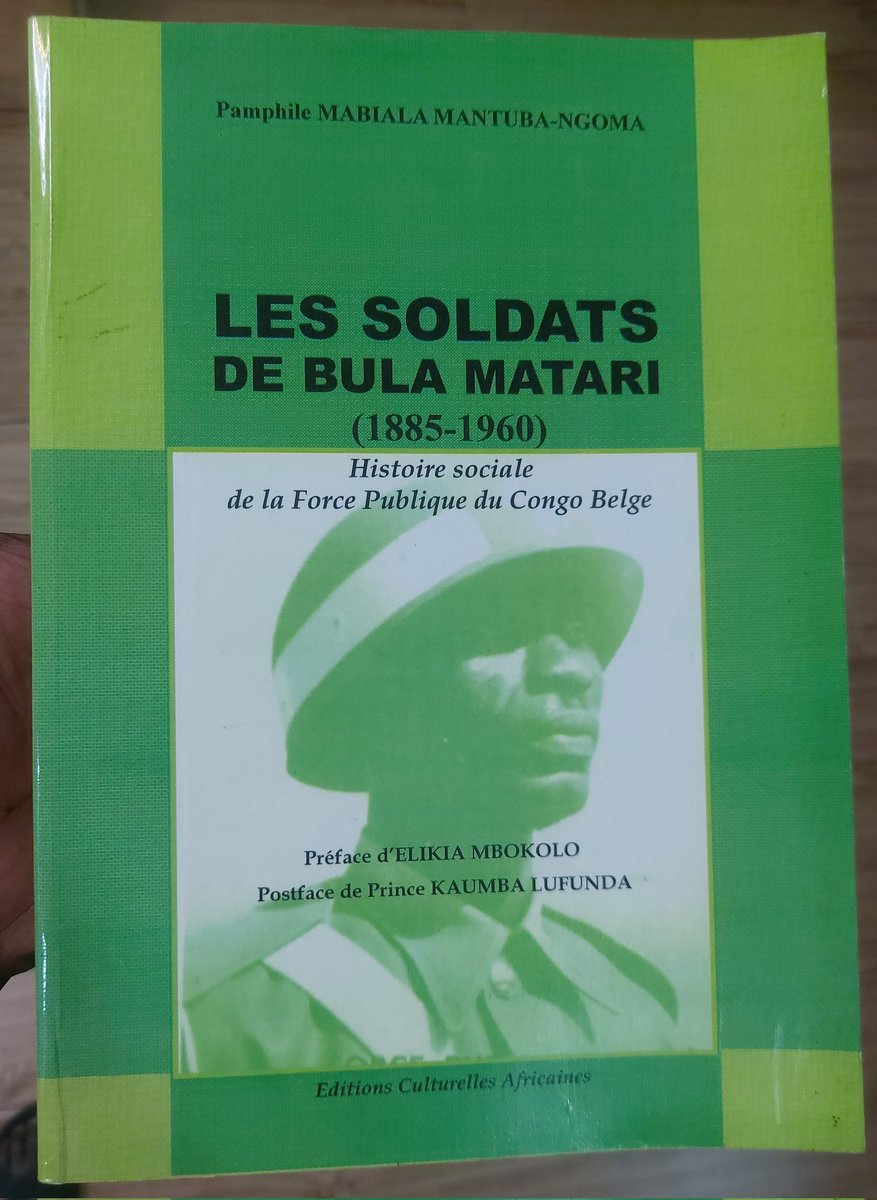 Pamphile MABIALA MANTUBA-NGOMA
LES SOLDATS
DE BULA MATARI
(1885-1960)
Histoire sociale
de la Force Publique du Congo Belge
Préface d'ELIKIA MBOKOLO
Postface de Prince KAUMBA LUFUNDA
Editions Culturelles Africaines